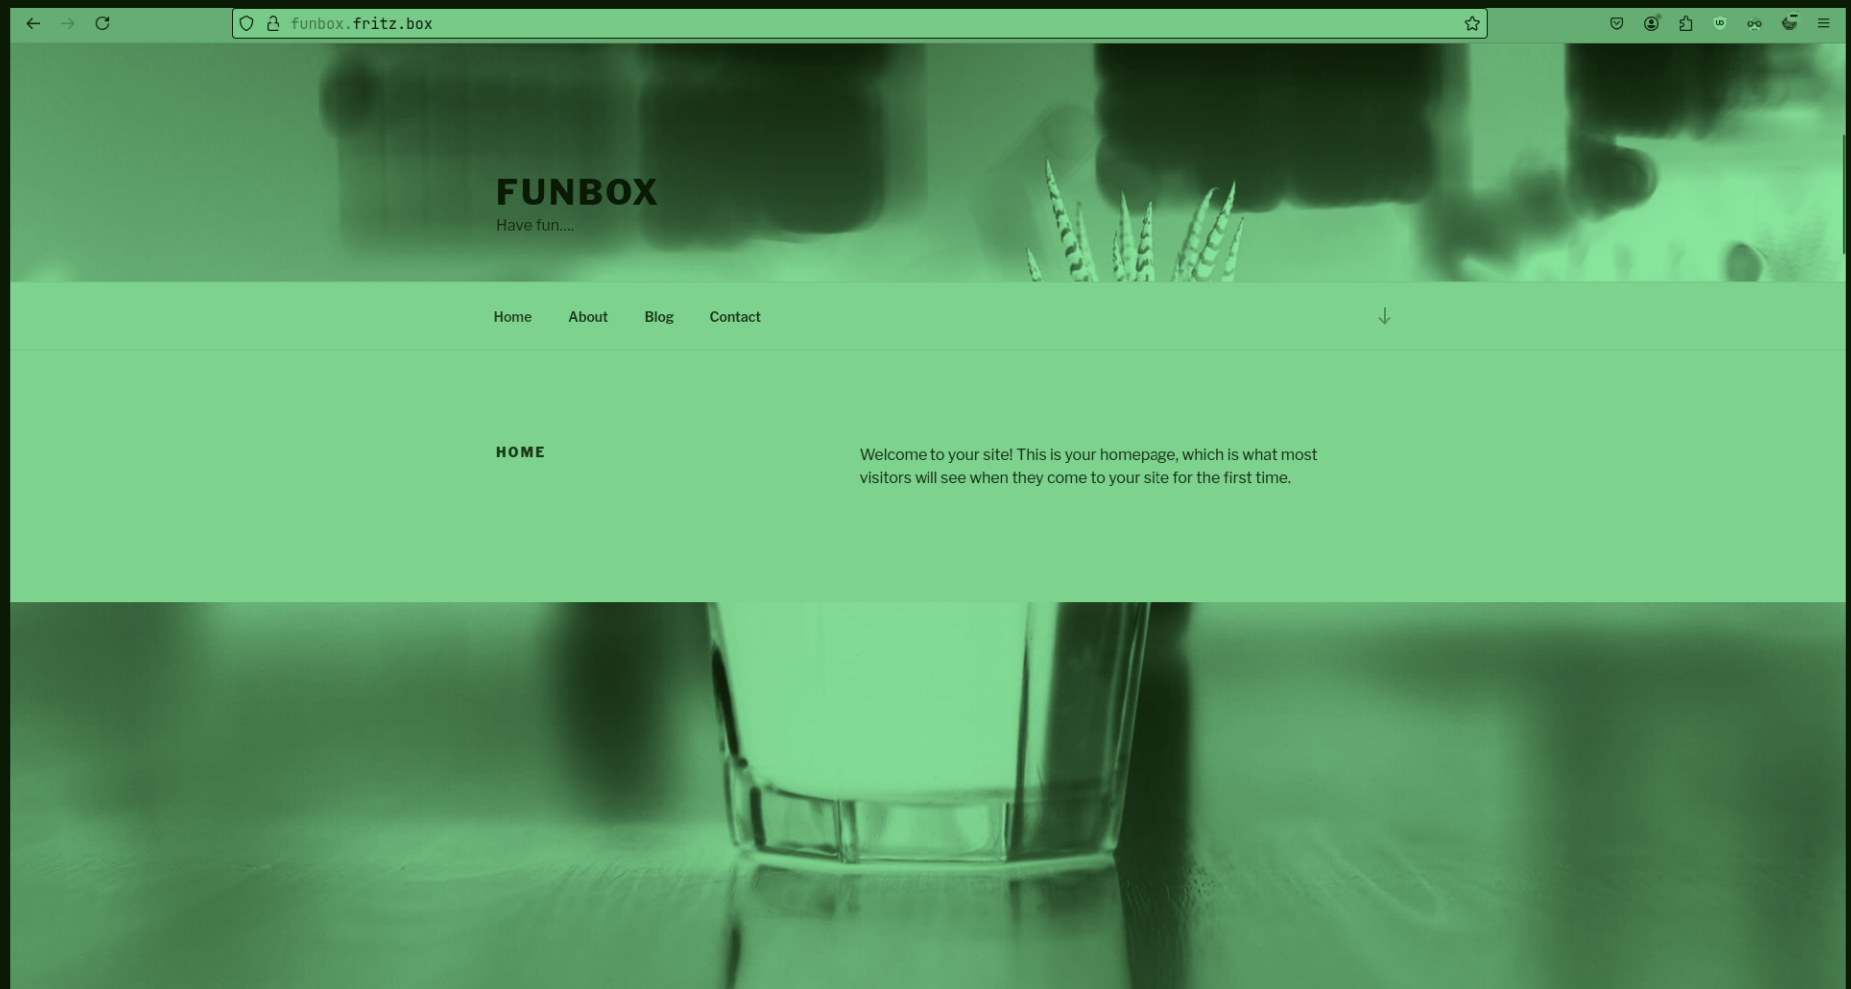 funbox.fritz.box
FUNBOX
Have fun....
Home About Blog Contact
HOME
Welcome to your site! This is your homepage, which is what most
visitors will see when they come to your site for the first time.